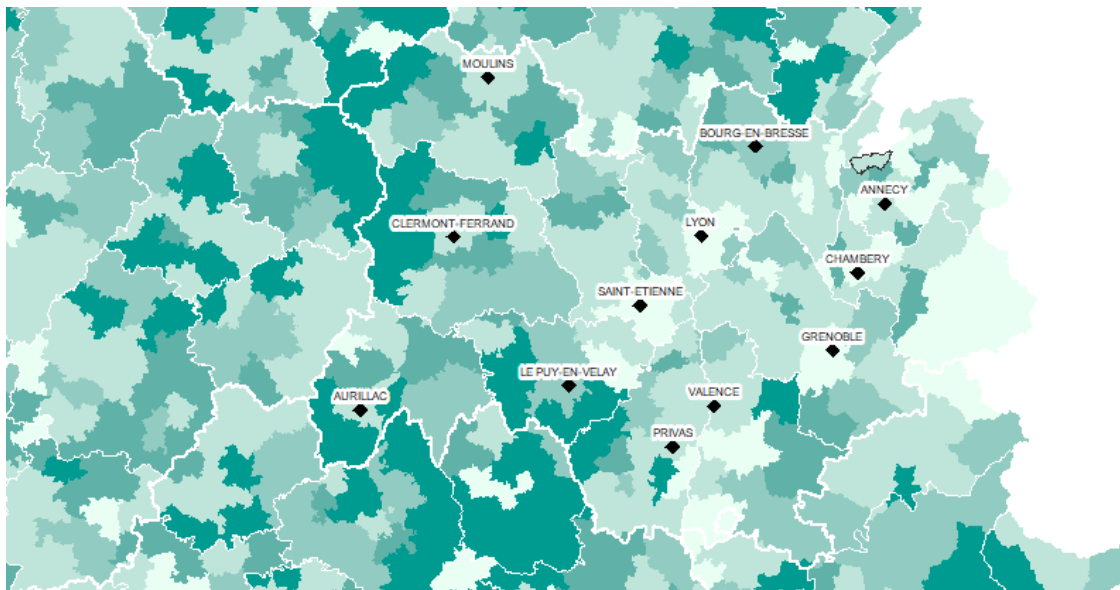 MOULINS
BOURG-EN-BRESSE
ANNECY
CLERMONT-FERRAND
LYON
CHAMBERY
SAINT-ETIENNE
GRENOBLE
LE PUY-EN-VELAY
AURILLAC
VALENCE
PRIVAS